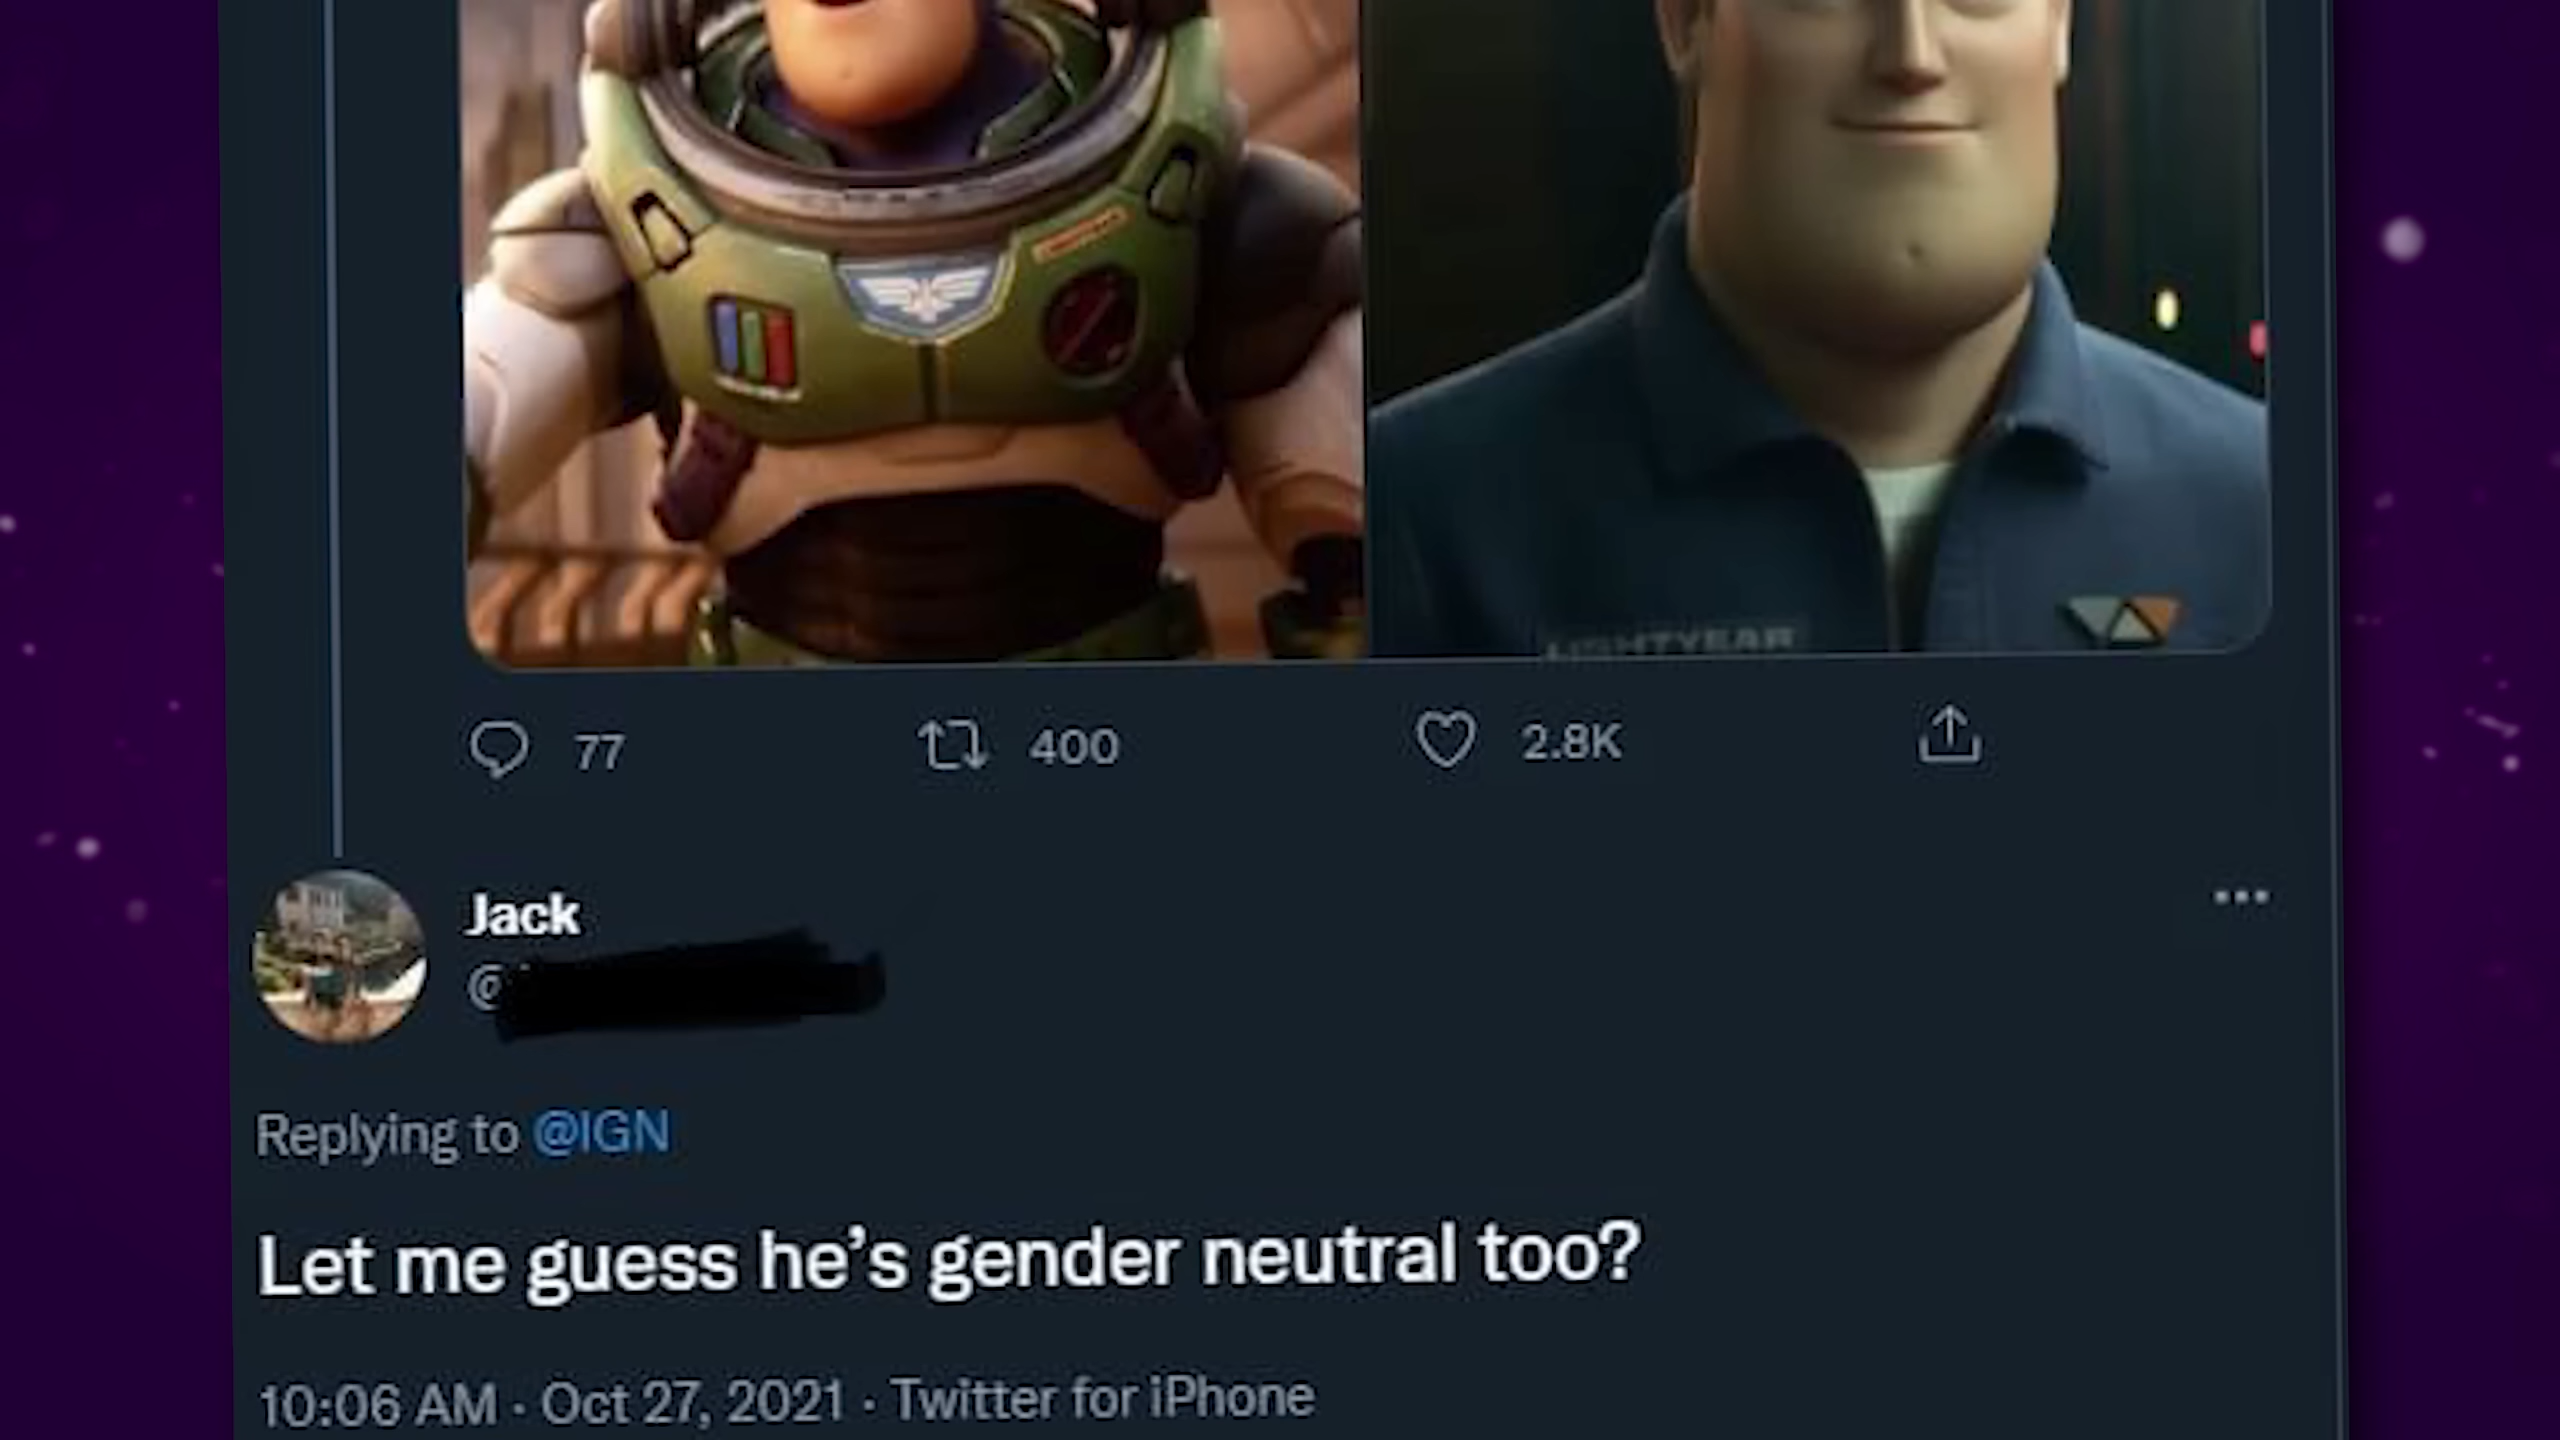 LIGHTYEAR
77 400 2.8K
Jack
@
Replying to @IGN
Let me guess he’s gender neutral too?
10:06 AM · Oct 27, 2021 · Twitter for iPhone